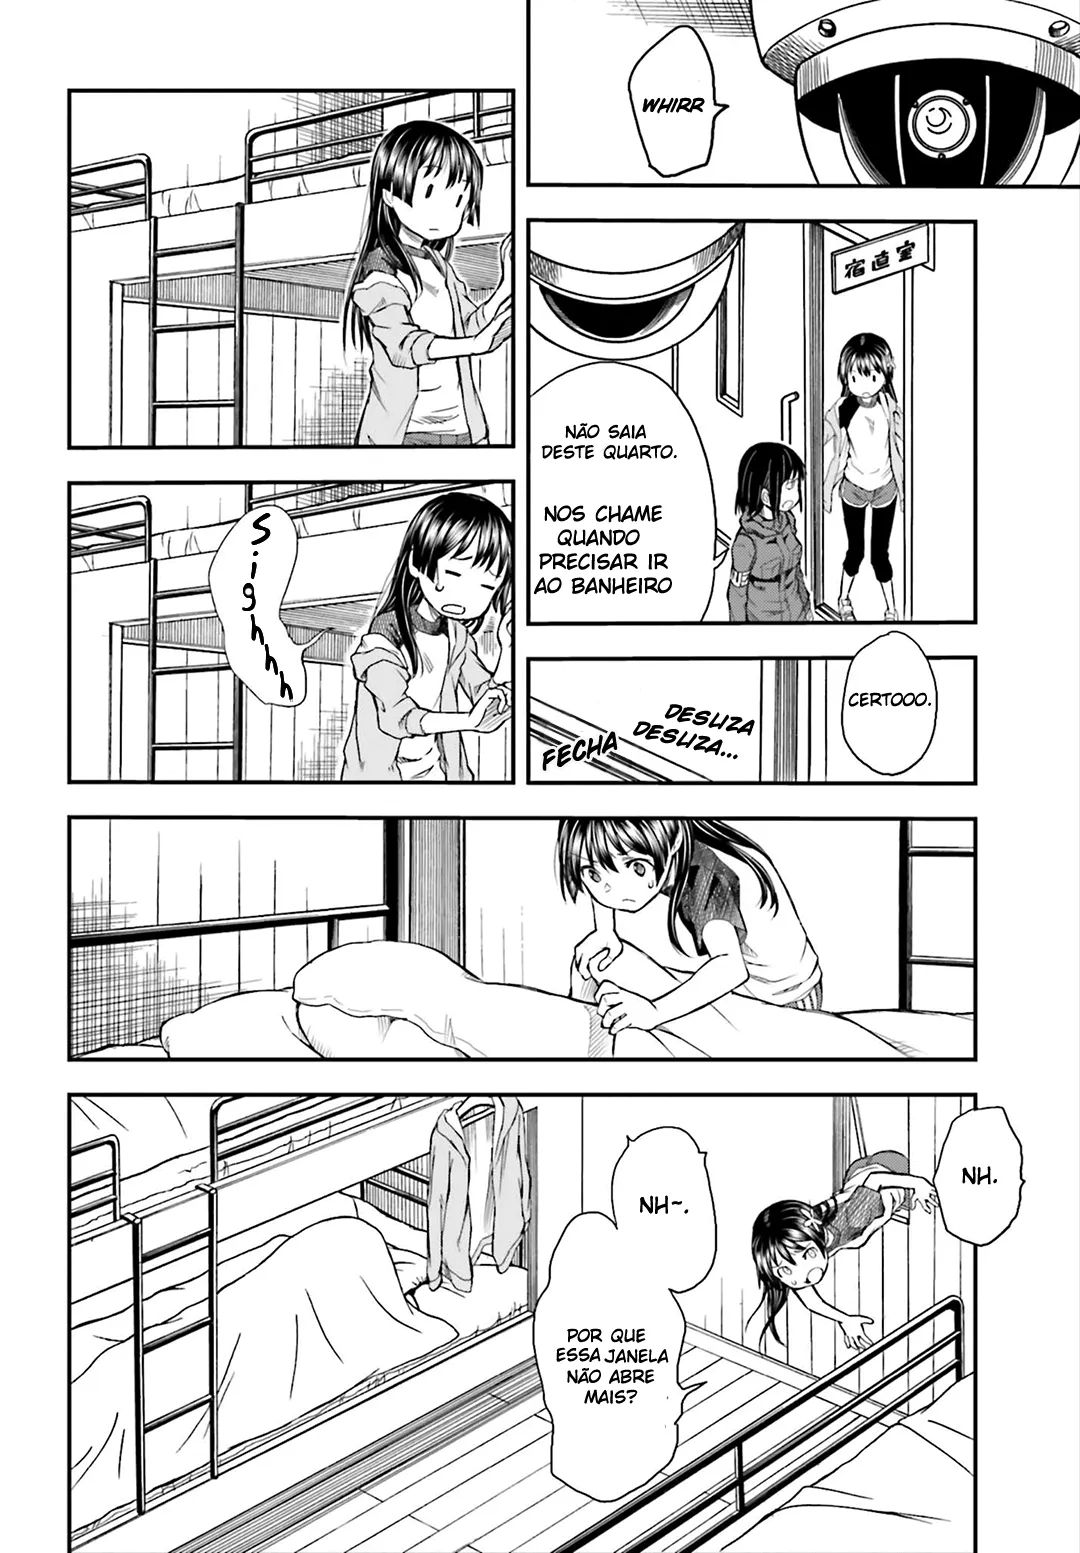 WHIRR
宿直室
NÃO SAIA
DESTE QUARTO.
NOS CHAME
QUANDO
PRECISAR IR
AO BANHEIRO
CERTOOO.
DESLIZA
DESLIZA...
FECHA
Sighhh
NH.
NH~.
POR QUE
ESSA JANELA
NÃO ABRE
MAIS?